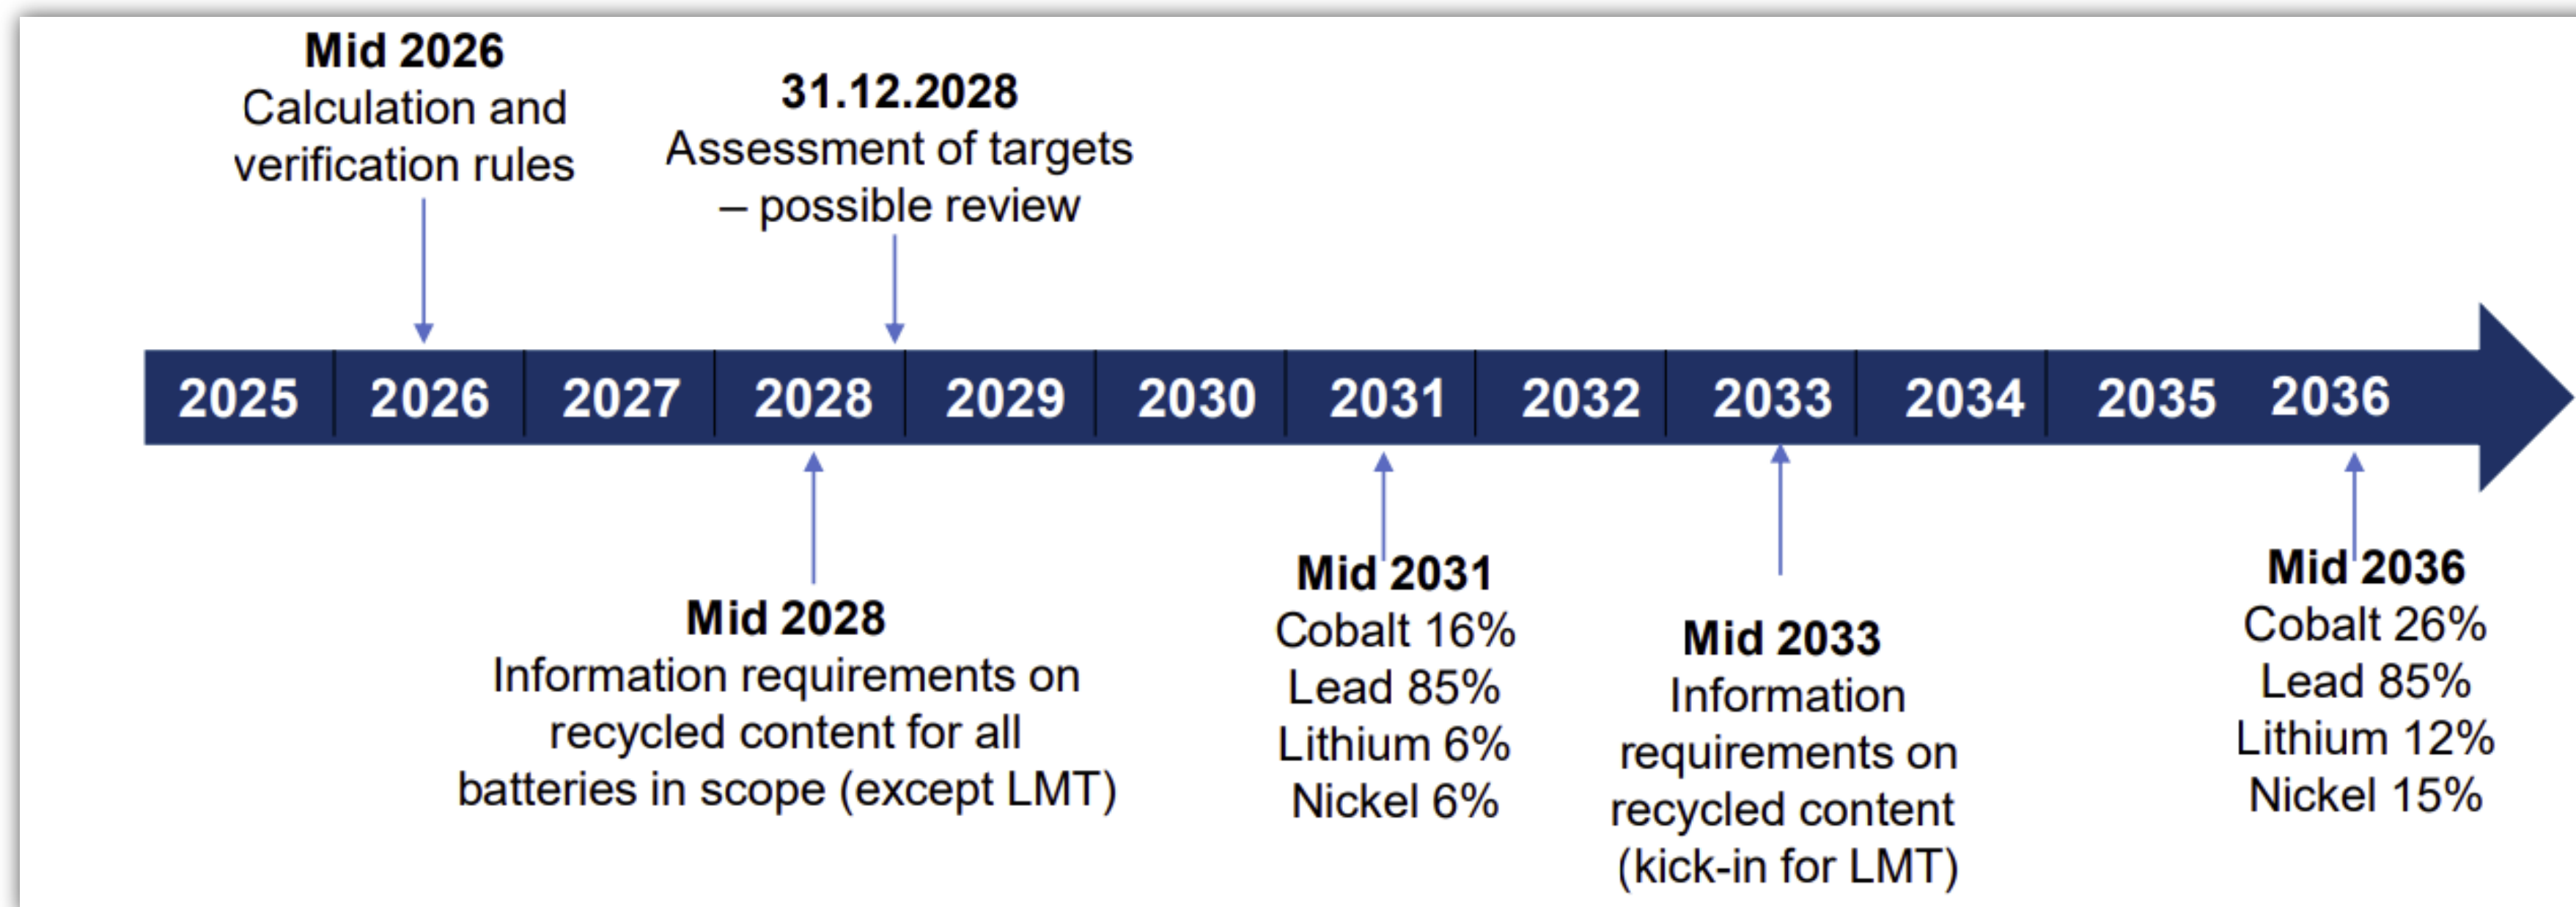 Mid 2026
Calculation and
verification rules
31.12.2028
Assessment of targets
– possible review
2025 2026 2027 2028 2029 2030 2031 2032 2033 2034 2035 2036
Mid 2028
Information requirements on
recycled content for all
batteries in scope (except LMT)
Mid 2031
Cobalt 16%
Lead 85%
Lithium 6%
Nickel 6%
Mid 2033
Information
requirements on
recycled content
(kick-in for LMT)
Mid 2036
Cobalt 26%
Lead 85%
Lithium 12%
Nickel 15%